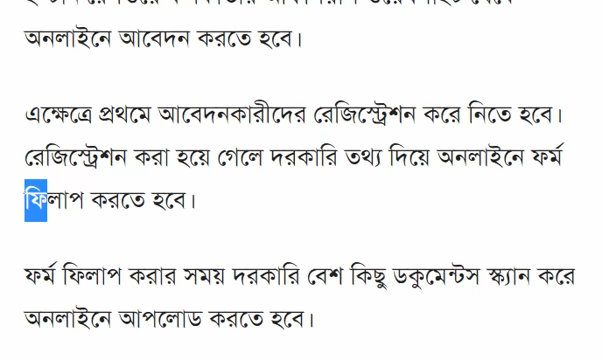 অনলাইনে আবেদন করতে হবে।
এক্ষেত্রে প্রথমে আবেদনকারীদের রেজিস্ট্রেশন করে নিতে হবে।
রেজিস্ট্রেশন করা হয়ে গেলে দরকারি তথ্য দিয়ে অনলাইনে ফর্ম
ফিলাপ করতে হবে।
ফর্ম ফিলাপ করার সময় দরকারি বেশ কিছু ডকুমেন্টস স্ক্যান করে
অনলাইনে আপলোড করতে হবে।